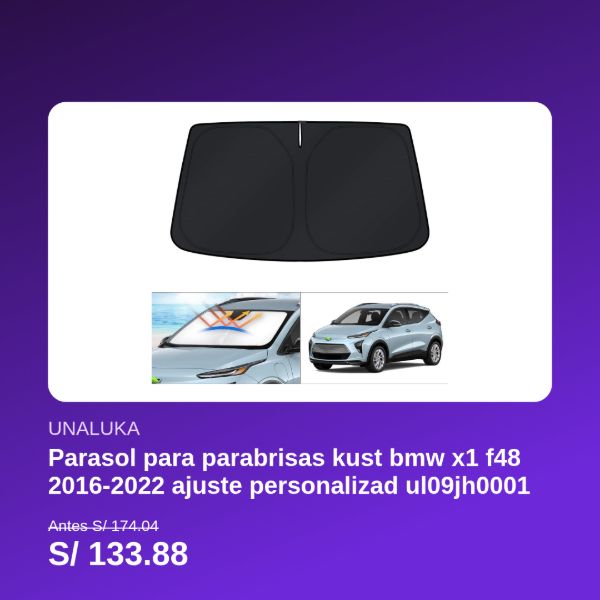 UNALUKA
Parasol para parabrisas kust bmw x1 f48
2016-2022 ajuste personalizad ul09jh0001
Antes S/ 174.04
S/ 133.88